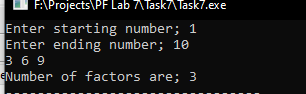 F:\Projects\PF Lab 7\Task7\Task7.exe
Enter starting number; 1
Enter ending number; 10
3 6 9
Number of factors are; 3
--------------------------------